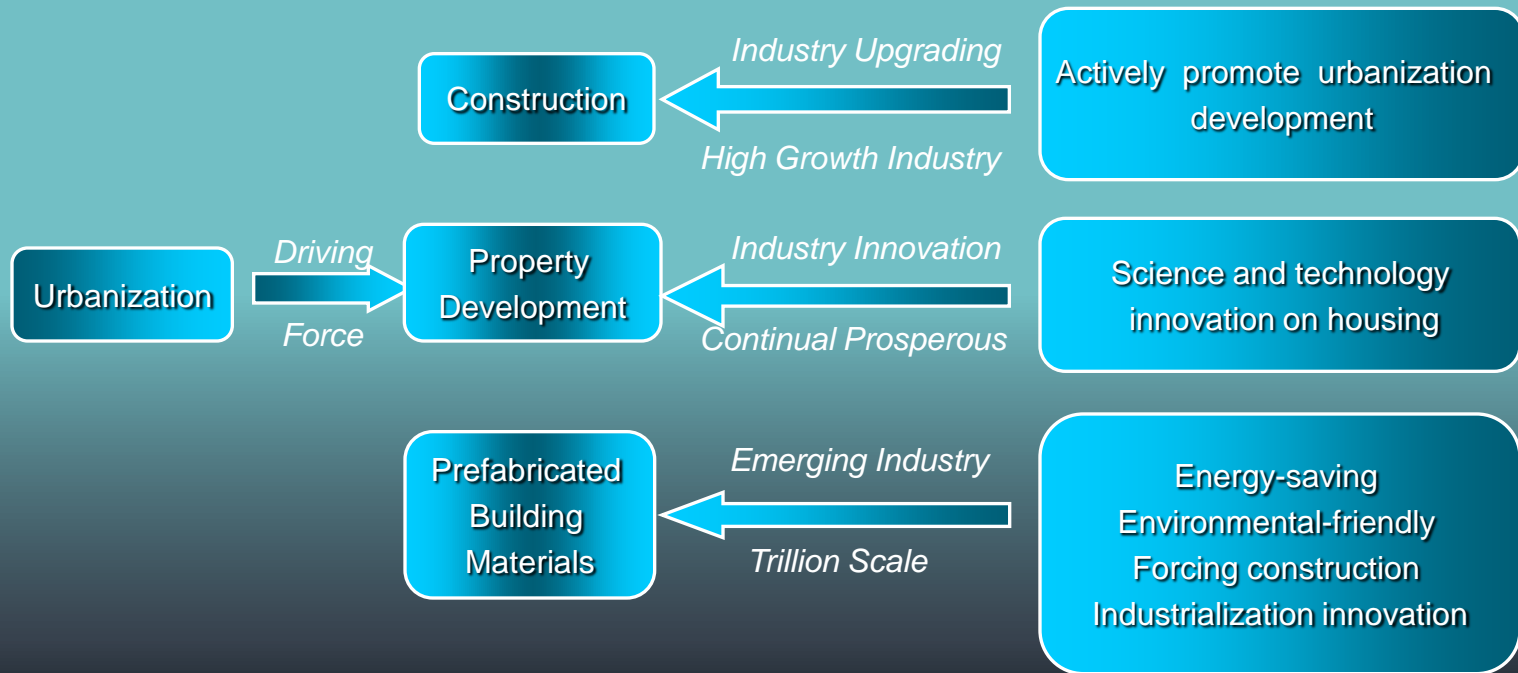 Industry Upgrading
Construction
High Growth Industry
Actively promote urbanization
development
Urbanization
Driving
Force
Property
Development
Industry Innovation
Continual Prosperous
Science and technology
innovation on housing
Prefabricated
Building
Materials
Emerging Industry
Trillion Scale
Energy-saving
Environmental-friendly
Forcing construction
Industrialization innovation